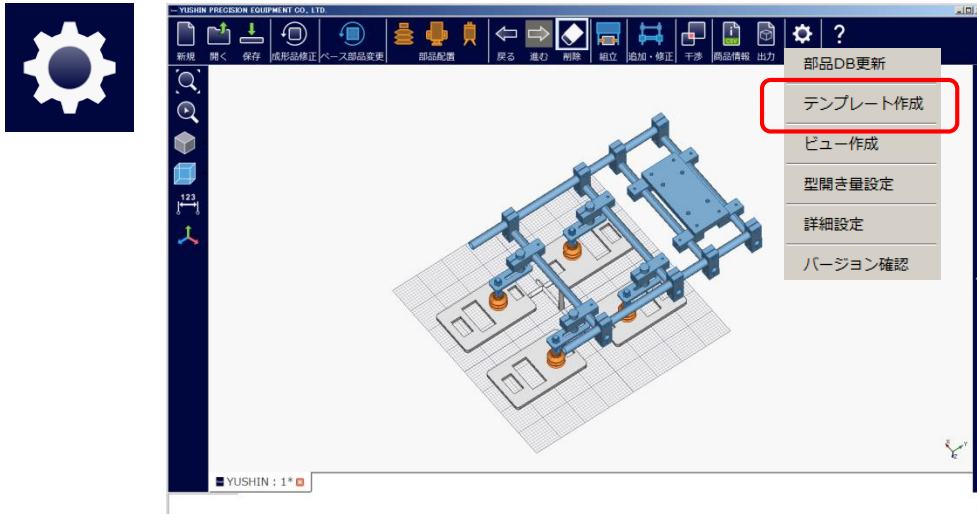 YUSHIN PRECISION EQUIPMENT CO., LTD.
新規 開く 保存 成形品修正 ベース部品変更 部品配置 戻る 進む 削除 組立 追加・修正 干渉 商品情報 出力 ?
i
CSV
部品DB更新
テンプレート作成
ビュー作成
型開き量設定
詳細設定
バージョン確認
123
X Y
Z
YUSHIN : 1*